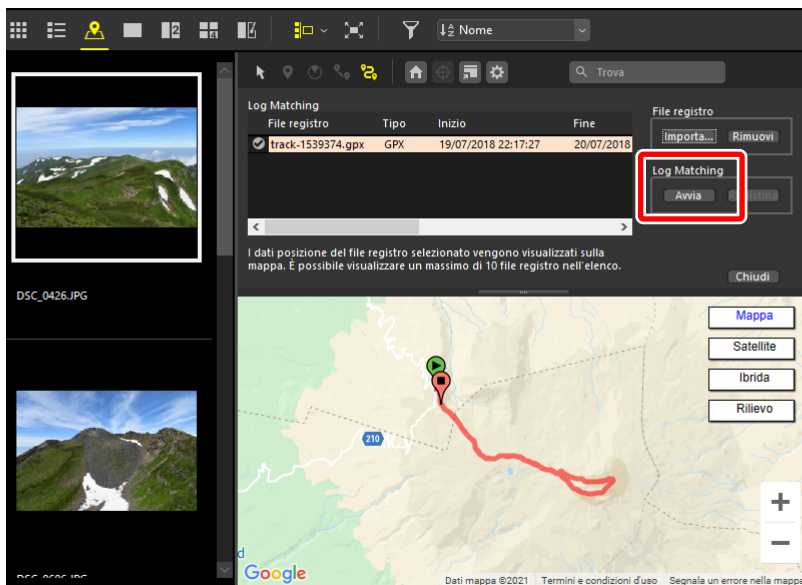 Nome
Trova
Log Matching
File registro Tipo Inizio Fine
track-1539374.gpx GPX 19/07/2018 22:17:27 20/07/2018
File registro
Importa... Rimuovi
Log Matching
Avvia
I dati posizione del file registro selezionato vengono visualizzati sulla
mappa. È possibile visualizzare un massimo di 10 file registro nell'elenco.
Chiudi
DSC_0426.JPG
Mappa
Satellite
Ibrida
Rilievo
210
Google
Dati mappa ©2021 Termini e condizioni d'uso Segnala un errore nella mappa